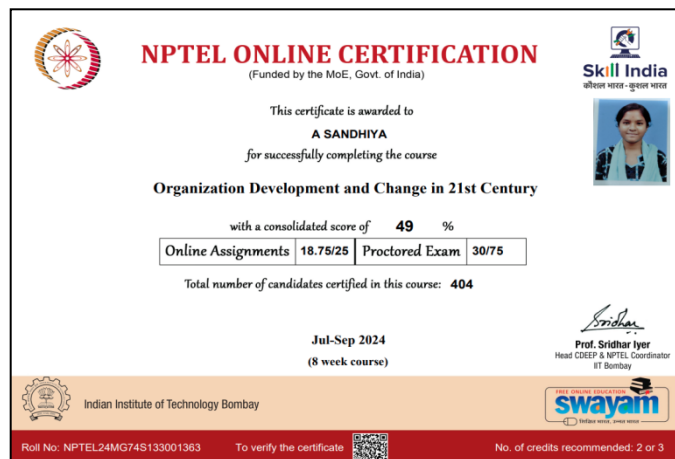 NPTEL ONLINE CERTIFICATION
(Funded by the MoE, Govt. of India)
Skill India
कौशल भारत - कुशल भारत
This certificate is awarded to
A SANDHIYA
for successfully completing the course
Organization Development and Change in 21st Century
with a consolidated score of 49 %
Online Assignments 18.75/25 Proctored Exam 30/75
Total number of candidates certified in this course: 404
Sridhar
Jul-Sep 2024
(8 week course)
Prof. Sridhar Iyer
Head CDEEP & NPTEL Coordinator
IIT Bombay
Indian Institute of Technology Bombay
FREE ONLINE EDUCATION
swayam
शिक्षित भारत, उन्नत भारत
Roll No: NPTEL24MG74S133001363 To verify the certificate No. of credits recommended: 2 or 3